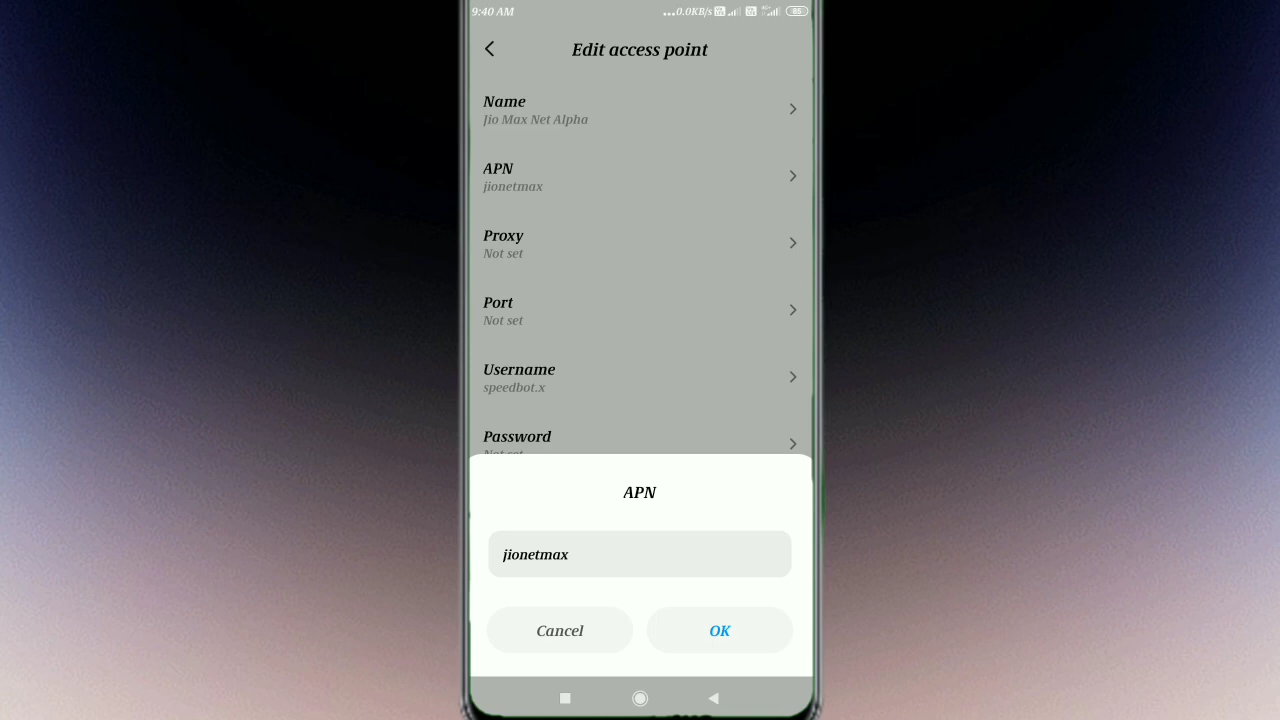 9:40 AM
...0.0KB/s
85
Edit access point
Name
Jio Max Net Alpha
APN
jionetmax
Proxy
Not set
Port
Not set
Username
speedbot.x
Password
Not set
APN
jionetmax
Cancel
OK